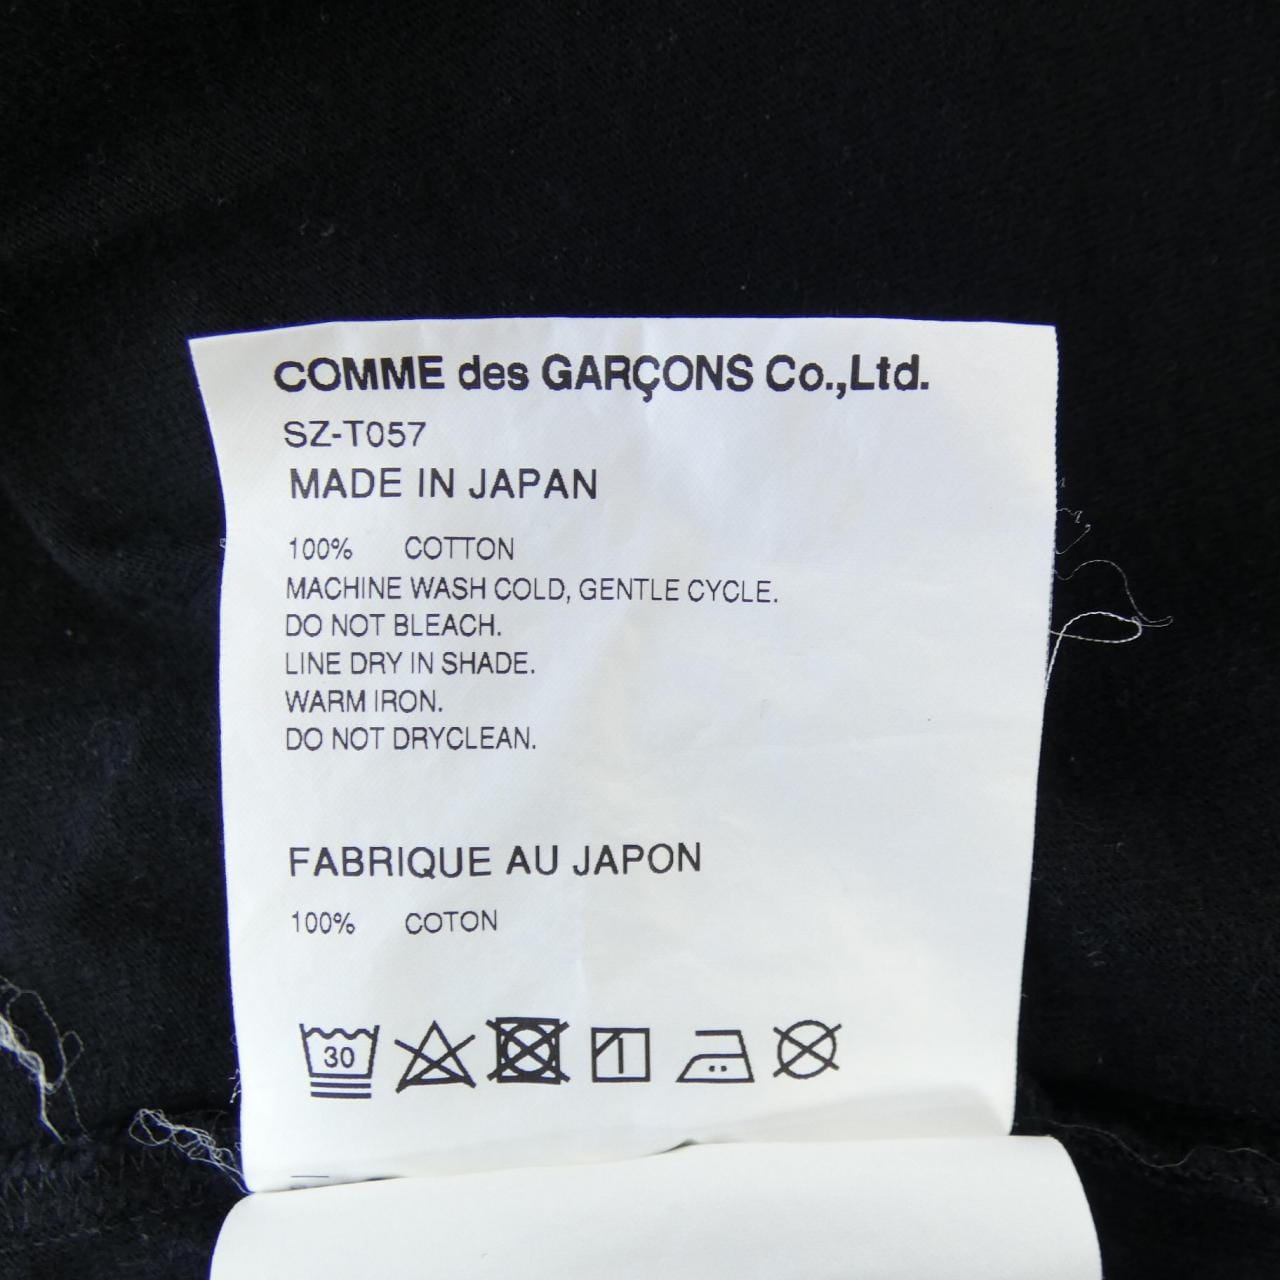 COMME des GARÇONS Co.,Ltd.
SZ-T057
MADE IN JAPAN
100% COTTON
MACHINE WASH COLD, GENTLE CYCLE.
DO NOT BLEACH.
LINE DRY IN SHADE.
WARM IRON.
DO NOT DRYCLEAN.
FABRIQUE AU JAPON
100% COTON
30